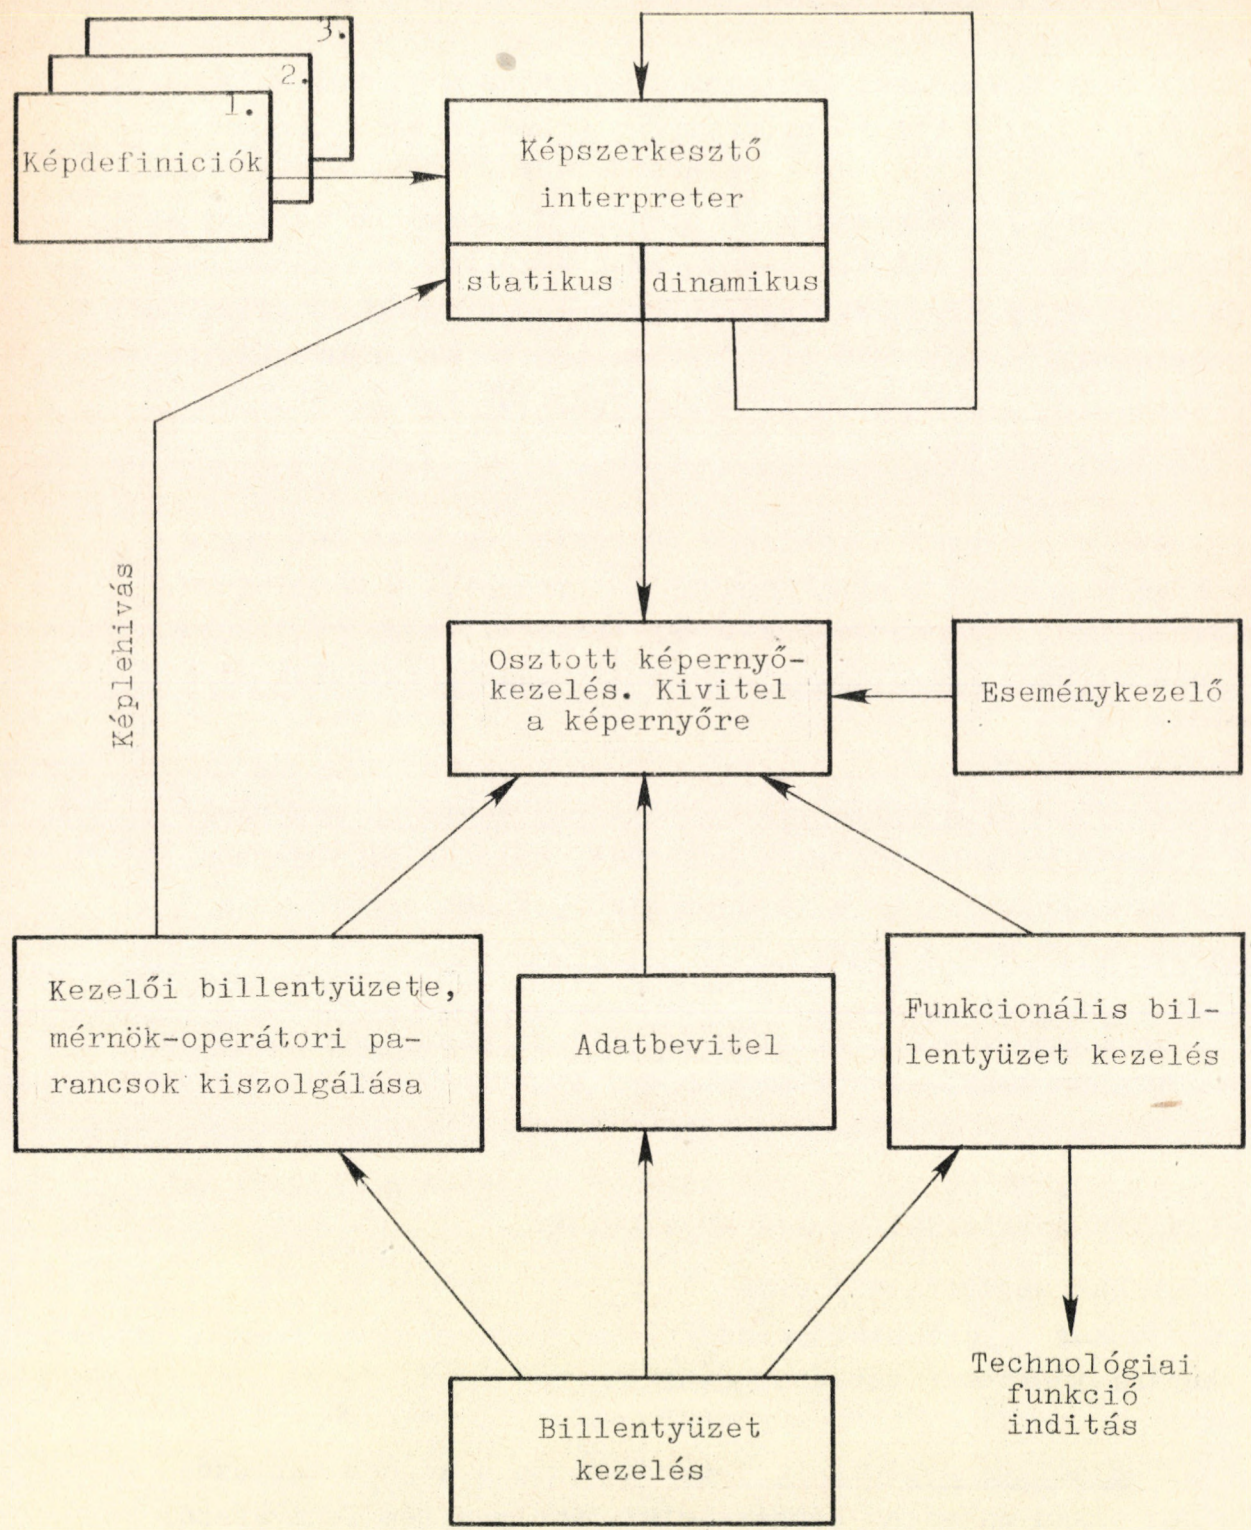 3.
2.
1.
Képdefiniciók
Képszerkesztő
interpreter
statikus
dinamikus
Képlehivás
Osztott képernyő-
kezelés. Kivitel
a képernyőre
Eseménykezelő
Kezelői billentyüzete,
mérnök-operátori pa-
rancsok kiszolgálása
Adatbevitel
Funkcionális bil-
lentyüzet kezelés
Technológiai
funkció
inditás
Billentyüzet
kezelés